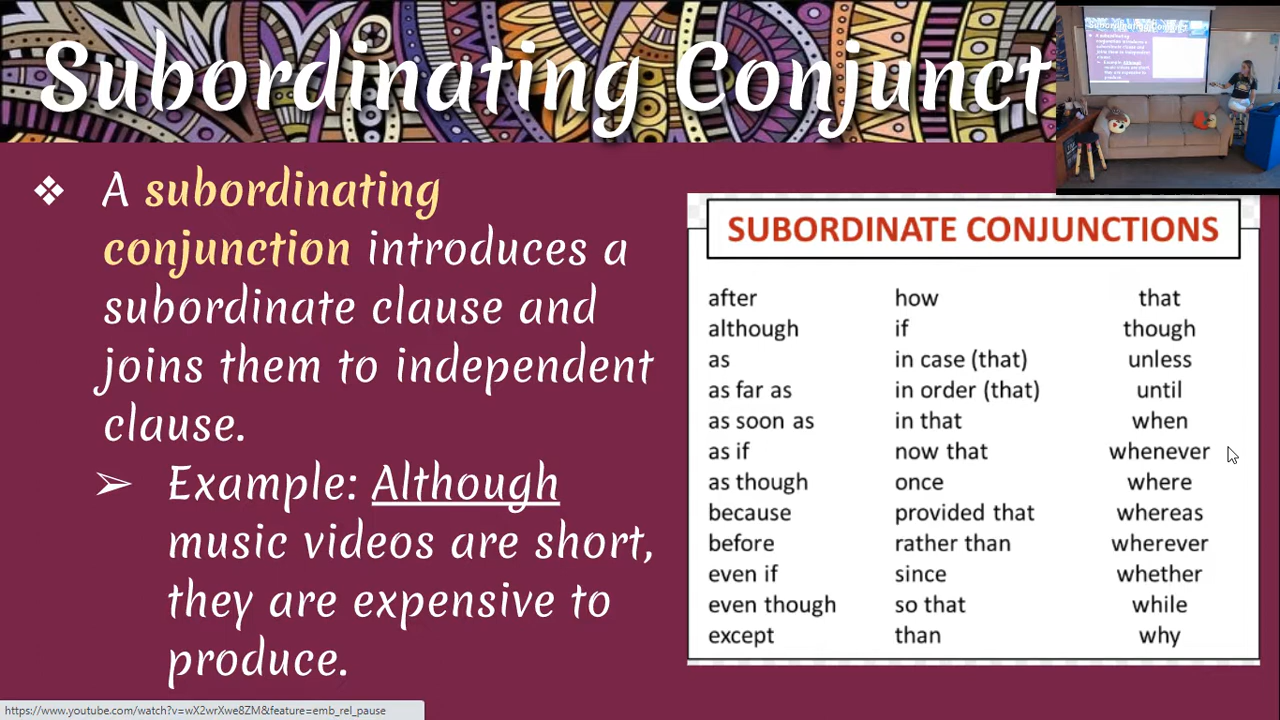 Subordinating Conjunct
❖ A subordinating
conjunction introduces a
subordinate clause and
joins them to independent
clause.
➢ Example: Although
music videos are short,
they are expensive to
produce.
SUBORDINATE CONJUNCTIONS
after how that
although if though
as in case (that) unless
as far as in order (that) until
as soon as in that when
as if now that whenever
as though once where
because provided that whereas
before rather than wherever
even if since whether
even though so that while
except than why
https://www.youtube.com/watch?v=wX2wrXwe8ZM&feature=emb_rel_pause